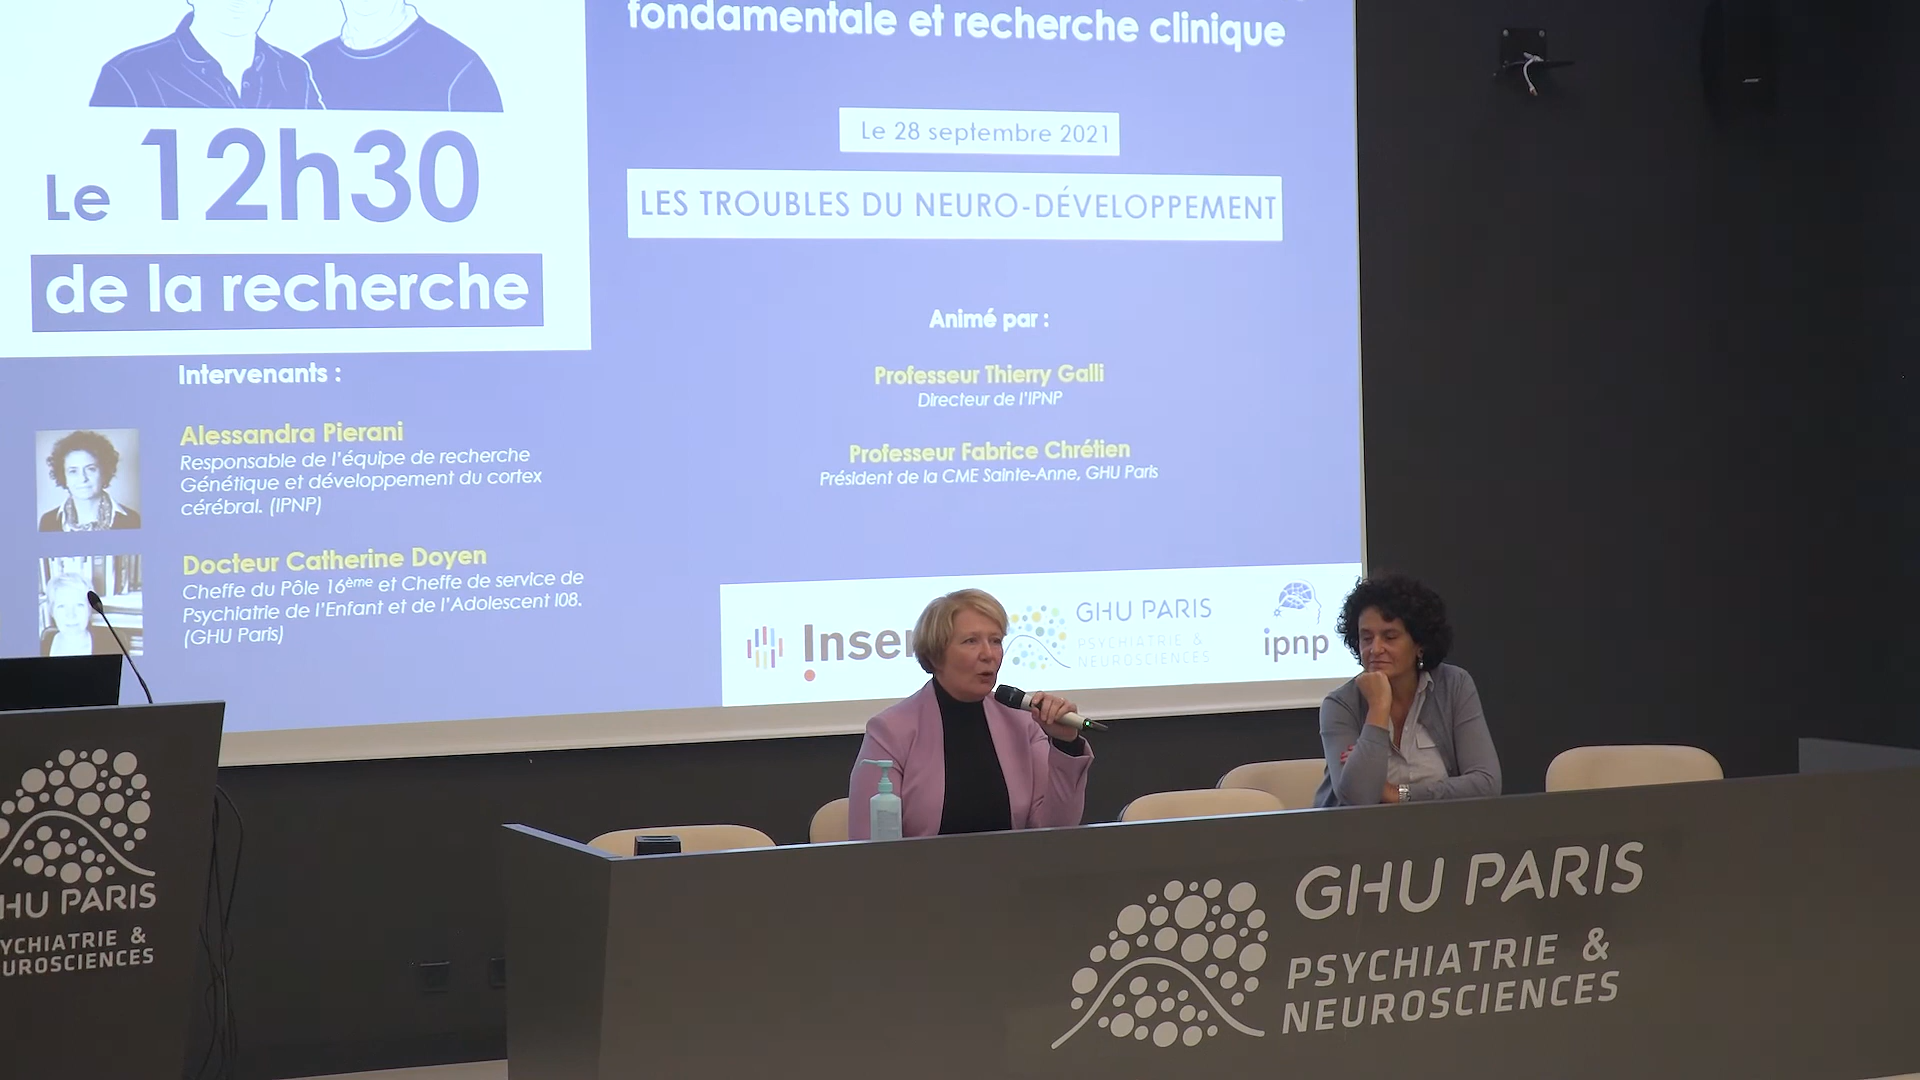 fondamentale et recherche clinique
Le 28 septembre 2021
LES TROUBLES DU NEURO-DÉVELOPPEMENT
Le 12h30
de la recherche
Intervenants :
Alessandra Pierani
Responsable de l'équipe de recherche
Génétique et développement du cortex
cérébral. (IPNP)
Docteur Catherine Doyen
Cheffe du Pôle 16ème et Cheffe de service de
Psychiatrie de l'Enfant et de l'Adolescent I08.
(GHU Paris)
Animé par :
Professeur Thierry Galli
Directeur de l'IPNP
Professeur Fabrice Chrétien
Président de la CME Sainte-Anne, GHU Paris
Inser
GHU PARIS
PSYCHIATRIE &
NEUROSCIENCES
ipnp
HU PARIS
YCHIATRIE &
UROSCIENCES
GHU PARIS
PSYCHIATRIE &
NEUROSCIENCES